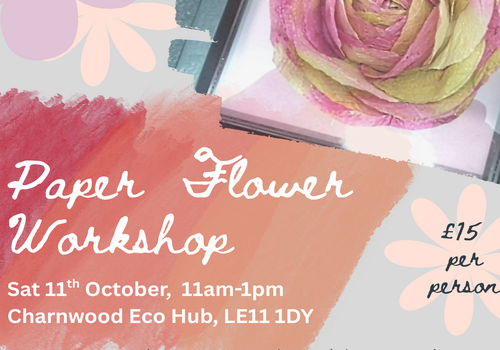 Paper Flower
Workshop
£15
per
person
Sat 11th October, 11am-1pm
Charnwood Eco Hub, LE11 1DY